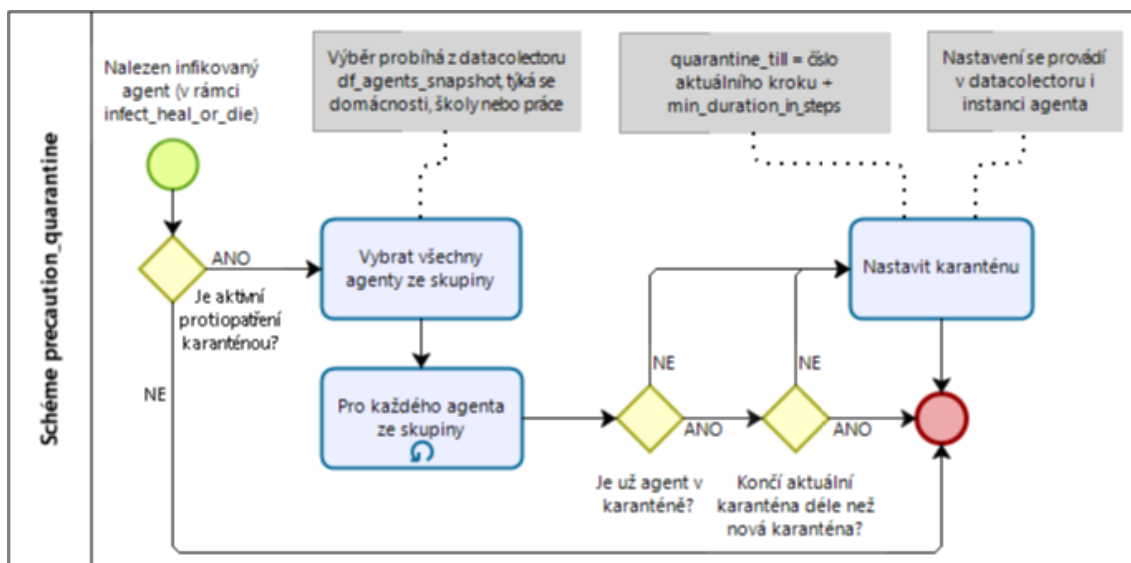 Schéme precaution_quarantine
Nalezen infikovaný
agent (v rámci
infect_heal_or_die)
Výběr probíhá z datacolectoru
df_agents_snapshot, týká se
domácnosti, školy nebo práce
quarantine_till = číslo
aktuálního kroku +
min_duration_in_steps
Nastavení se provádí
v datacolectoru i
instanci agenta
ANO
Je aktivní
protiopatření
karanténou?
NE
Vybrat všechny
agenty ze skupiny
Pro každého agenta
ze skupiny
NE
ANO
Je už agent v
karanténě?
NE
ANO
Končí aktuální
karanténa déle než
nová karanténa?
Nastavit karanténu